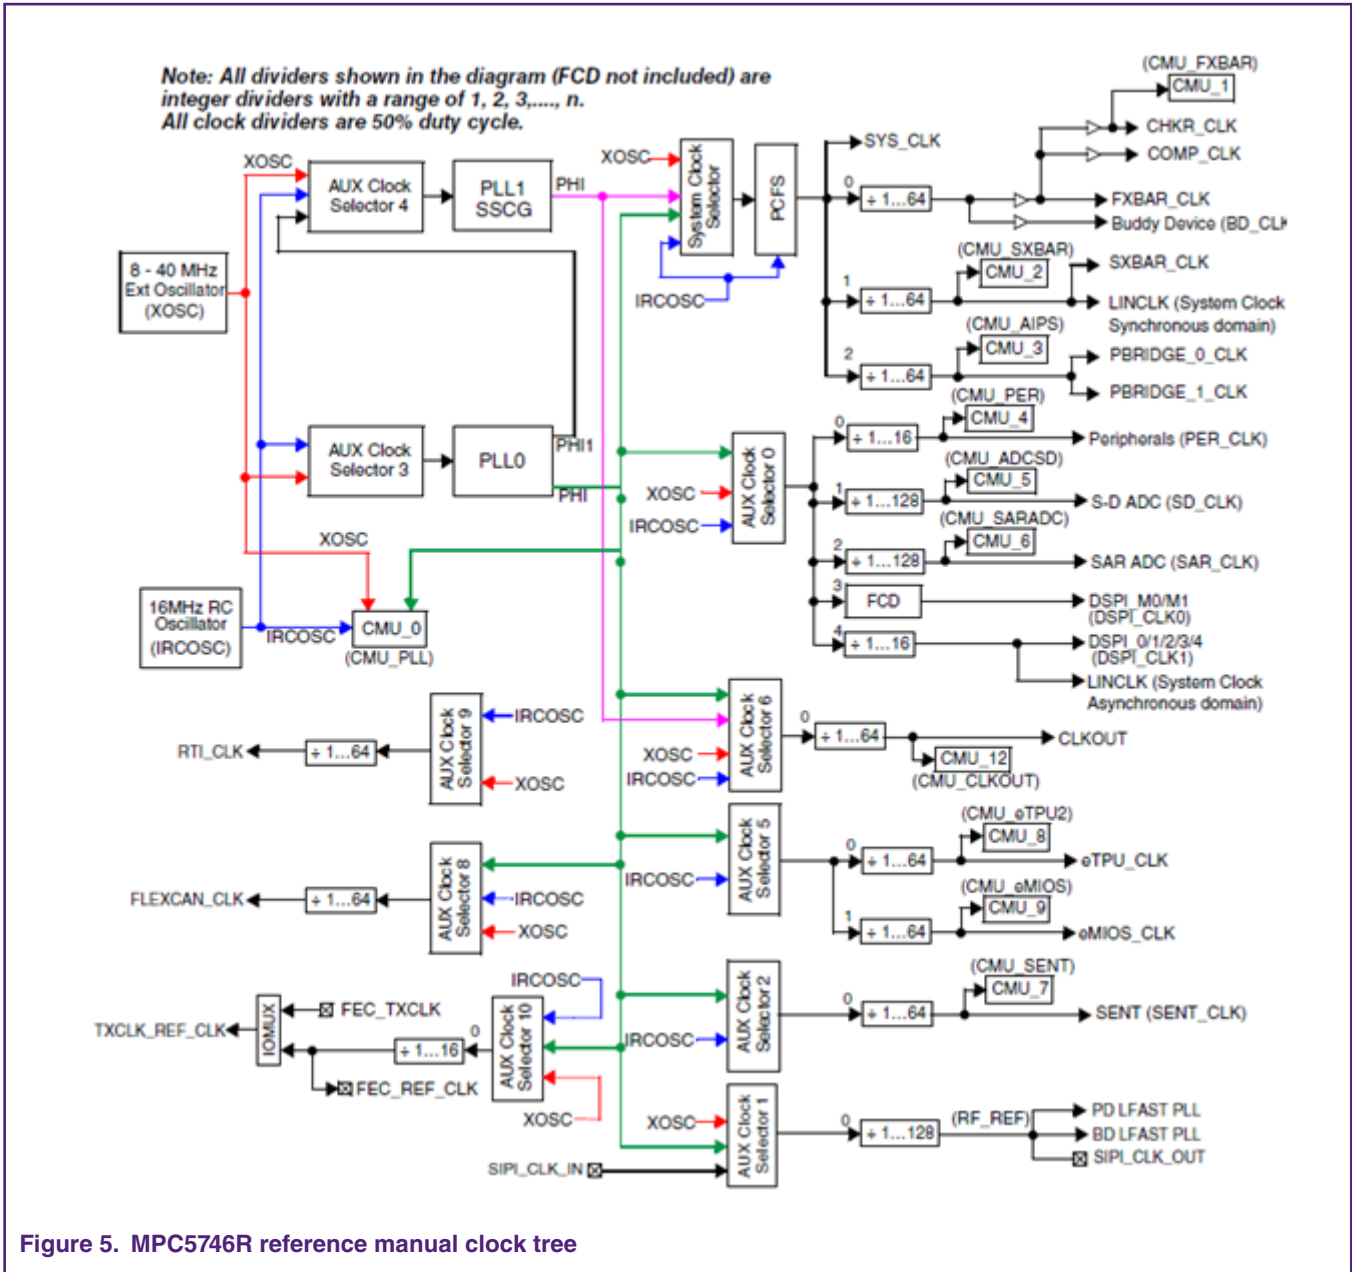 Note: All dividers shown in the diagram (FCD not included) are
integer dividers with a range of 1, 2, 3,...., n.
All clock dividers are 50% duty cycle.
XOSC
AUX Clock
Selector 4
PLL1
SSCG
PHI
8 - 40 MHz
Ext Oscillator
(XOSC)
AUX Clock
Selector 3
PLL0
PHI1
PHI
XOSC
16MHz RC
Oscillator
(IRCOSC)
IRCOSC
CMU_0
(CMU_PLL)
XOSC
System Clock
Selector
PCFS
IRCOSC
SYS_CLK
0
÷ 1...64
(CMU_FXBAR)
CMU_1
CHKR_CLK
COMP_CLK
FXBAR_CLK
Buddy Device (BD_CLK
(CMU_SXBAR)
CMU_2
1
÷ 1...64
SXBAR_CLK
LINCLK (System Clock
Synchronous domain)
(CMU_AIPS)
CMU_3
2
÷ 1...64
PBRIDGE_0_CLK
PBRIDGE_1_CLK
AUX Clock
Selector 0
XOSC
IRCOSC
(CMU_PER)
CMU_4
0
÷ 1...16
Peripherals (PER_CLK)
(CMU_ADCSD)
CMU_5
1
÷ 1...128
S-D ADC (SD_CLK)
(CMU_SARADC)
CMU_6
2
÷ 1...128
SAR ADC (SAR_CLK)
3
FCD
DSPI_M0/M1
(DSPI_CLK0)
4
÷ 1...16
DSPI_0/1/2/3/4
(DSPI_CLK1)
LINCLK (System Clock
Asynchronous domain)
AUX Clock
Selector 6
XOSC
IRCOSC
0
÷ 1...64
CLKOUT
CMU_12
(CMU_CLKOUT)
AUX Clock
Selector 5
IRCOSC
(CMU_eTPU2)
CMU_8
0
÷ 1...64
eTPU_CLK
(CMU_eMIOS)
CMU_9
1
÷ 1...64
eMIOS_CLK
AUX Clock
Selector 2
IRCOSC
(CMU_SENT)
CMU_7
0
÷ 1...64
SENT (SENT_CLK)
AUX Clock
Selector 1
XOSC
SIPI_CLK_IN
0
÷ 1...128
(RF_REF)
PD LFAST PLL
BD LFAST PLL
SIPI_CLK_OUT
RTI_CLK
÷ 1...64
AUX Clock
Selector 9
IRCOSC
XOSC
FLEXCAN_CLK
÷ 1...64
AUX Clock
Selector 8
IRCOSC
XOSC
TXCLK_REF_CLK
IOMUX
FEC_TXCLK
÷ 1...16
0
FEC_REF_CLK
AUX Clock
Selector 10
IRCOSC
XOSC
Figure 5. MPC5746R reference manual clock tree